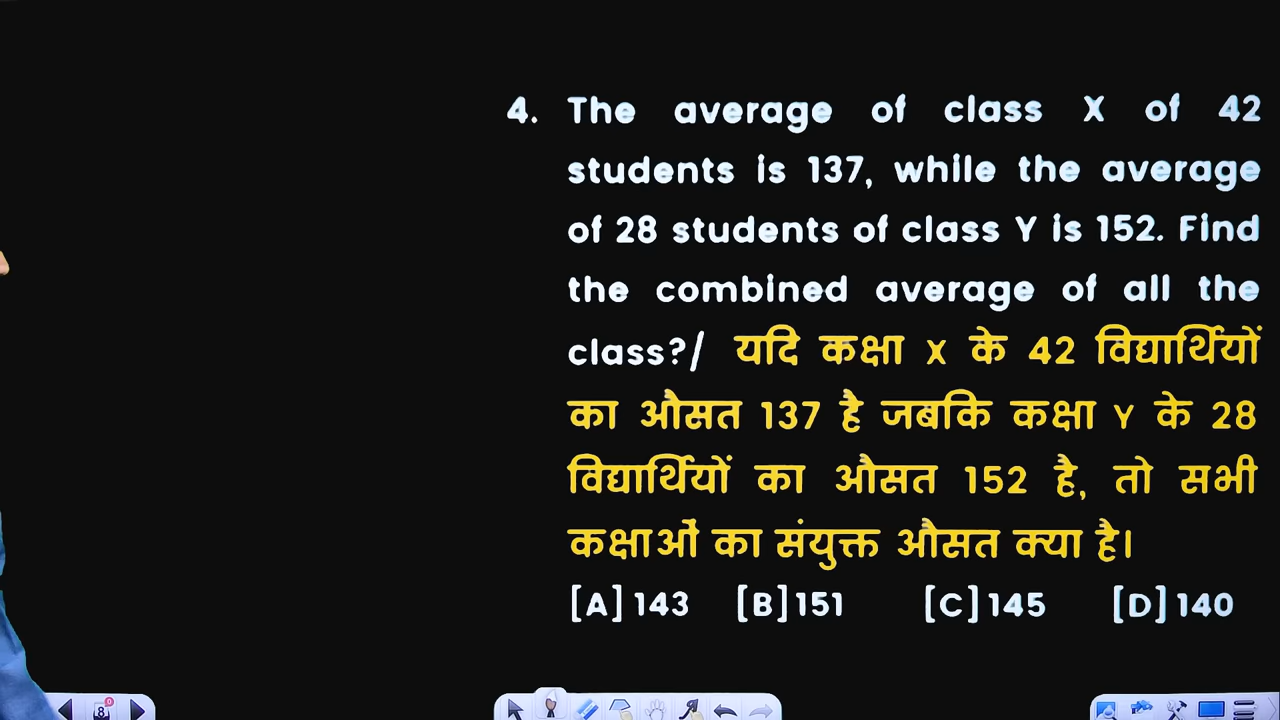 4. The average of class X of 42
students is 137, while the average
of 28 students of class Y is 152. Find
the combined average of all the
class?/ यदि कक्षा X के 42 विद्यार्थियों
का औसत 137 है जबकि कक्षा Y के 28
विद्यार्थियों का औसत 152 है, तो सभी
कक्षाओं का संयुक्त औसत क्या है।
[A] 143 [B] 151 [C] 145 [D] 140
8
0